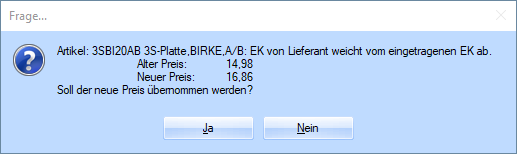 Frage...
Artikel: 3SBI20AB 3S-Platte,BIRKE,A/B: EK von Lieferant weicht vom eingetragenen EK ab.
Alter Preis: 14,98
Neuer Preis: 16,86
Soll der neue Preis übernommen werden?
Ja Nein